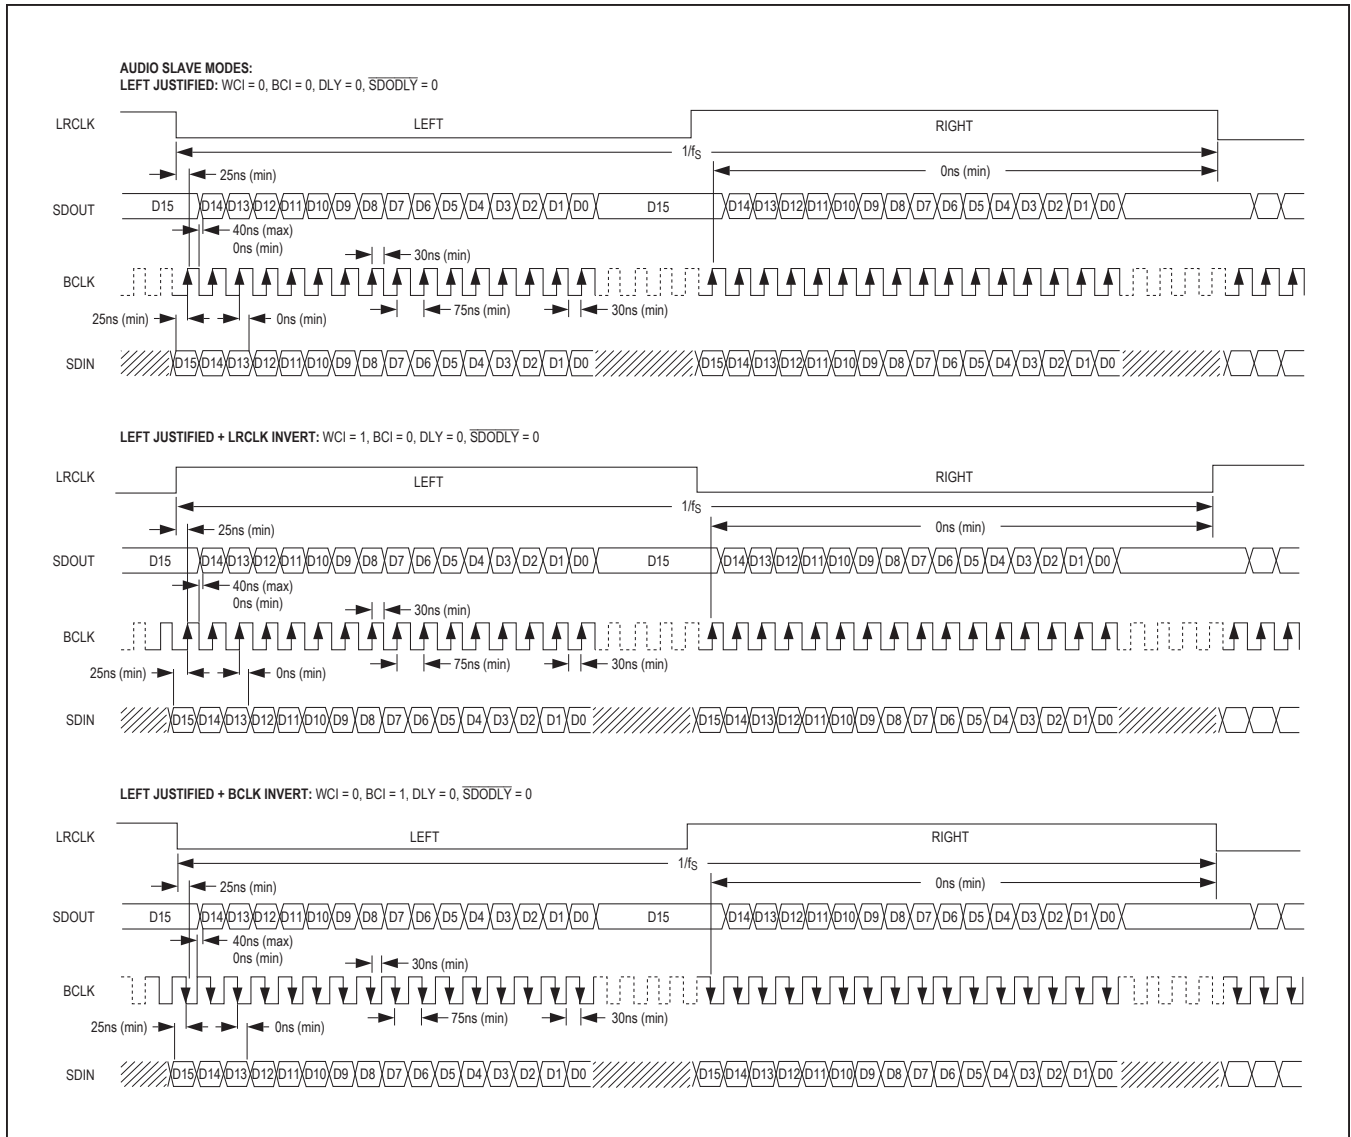 AUDIO SLAVE MODES:
LEFT JUSTIFIED: WCI = 0, BCI = 0, DLY = 0, SDODLY = 0
LRCLK LEFT RIGHT
1/fS
25ns (min) 0ns (min)
SDOUT D15 D14 D13 D12 D11 D10 D9 D8 D7 D6 D5 D4 D3 D2 D1 D0 D15 D14 D13 D12 D11 D10 D9 D8 D7 D6 D5 D4 D3 D2 D1 D0
40ns (max)
0ns (min) 30ns (min)
BCLK
25ns (min) 0ns (min) 75ns (min) 30ns (min)
SDIN D15 D14 D13 D12 D11 D10 D9 D8 D7 D6 D5 D4 D3 D2 D1 D0 D15 D14 D13 D12 D11 D10 D9 D8 D7 D6 D5 D4 D3 D2 D1 D0
LEFT JUSTIFIED + LRCLK INVERT: WCI = 1, BCI = 0, DLY = 0, SDODLY = 0
LRCLK LEFT RIGHT
1/fS
25ns (min) 0ns (min)
SDOUT D15 D14 D13 D12 D11 D10 D9 D8 D7 D6 D5 D4 D3 D2 D1 D0 D15 D14 D13 D12 D11 D10 D9 D8 D7 D6 D5 D4 D3 D2 D1 D0
40ns (max)
0ns (min) 30ns (min)
BCLK
25ns (min) 0ns (min) 75ns (min) 30ns (min)
SDIN D15 D14 D13 D12 D11 D10 D9 D8 D7 D6 D5 D4 D3 D2 D1 D0 D15 D14 D13 D12 D11 D10 D9 D8 D7 D6 D5 D4 D3 D2 D1 D0
LEFT JUSTIFIED + BCLK INVERT: WCI = 0, BCI = 1, DLY = 0, SDODLY = 0
LRCLK LEFT RIGHT
1/fS
25ns (min) 0ns (min)
SDOUT D15 D14 D13 D12 D11 D10 D9 D8 D7 D6 D5 D4 D3 D2 D1 D0 D15 D14 D13 D12 D11 D10 D9 D8 D7 D6 D5 D4 D3 D2 D1 D0
40ns (max)
0ns (min) 30ns (min)
BCLK
25ns (min) 0ns (min) 75ns (min) 30ns (min)
SDIN D15 D14 D13 D12 D11 D10 D9 D8 D7 D6 D5 D4 D3 D2 D1 D0 D15 D14 D13 D12 D11 D10 D9 D8 D7 D6 D5 D4 D3 D2 D1 D0